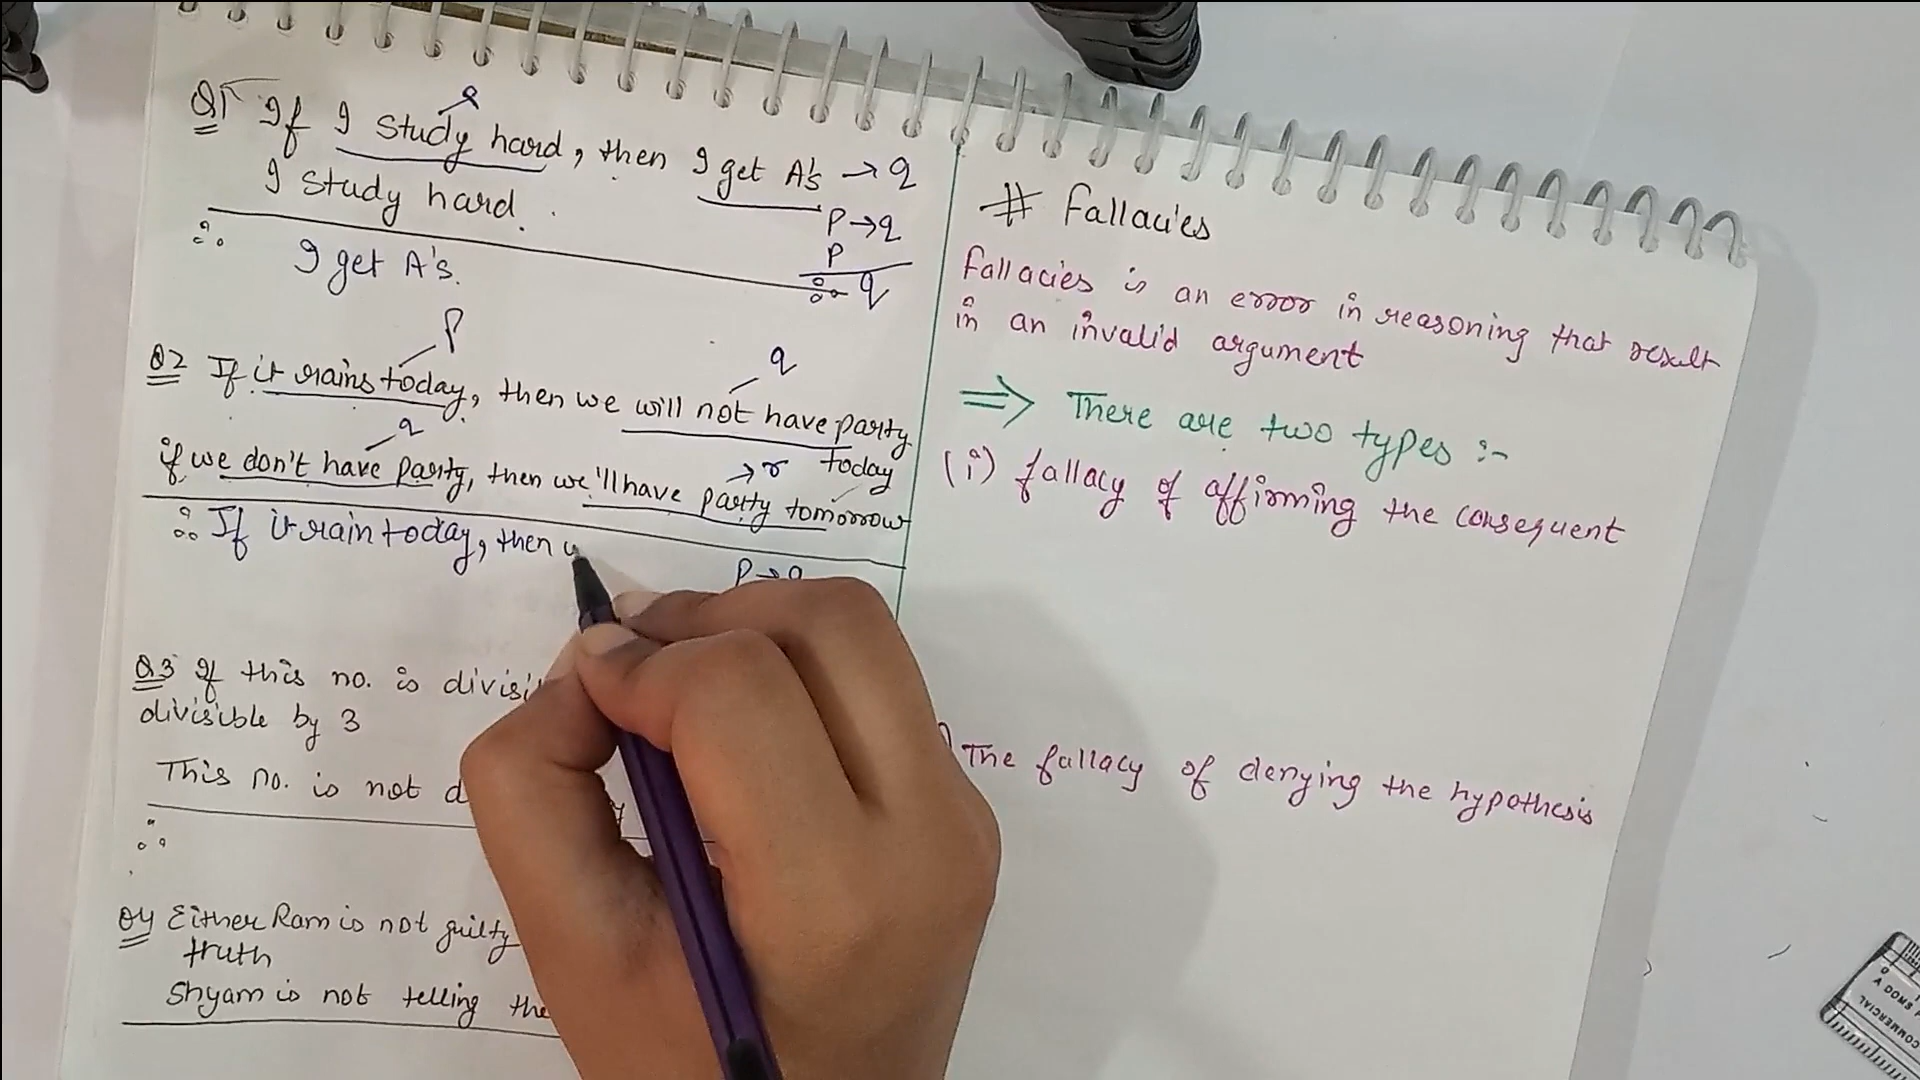 Q1 If I study hard, then I get A's → q
P
I study hard.
P→q
P
∴ I get A's.
∴ q
P
q
Q2 If it rains today, then we will not have party
today
q
→ r
if we don't have party, then we'll have party tomorrow
∴ If it rain today, then
P→q
Q3 If this no. is
divisible by 3
This no. is not
∴
Q4 Either Ram is not guilty
truth
Shyam is not telling the
# Fallacies
Fallacies is an error in reasoning that result
in an invalid argument
⇒ There are two types :-
(i) fallacy of affirming the consequent
The fallacy of denying the hypothesis
COMMERCIAL